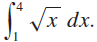 ∫₁⁴ √x dx.